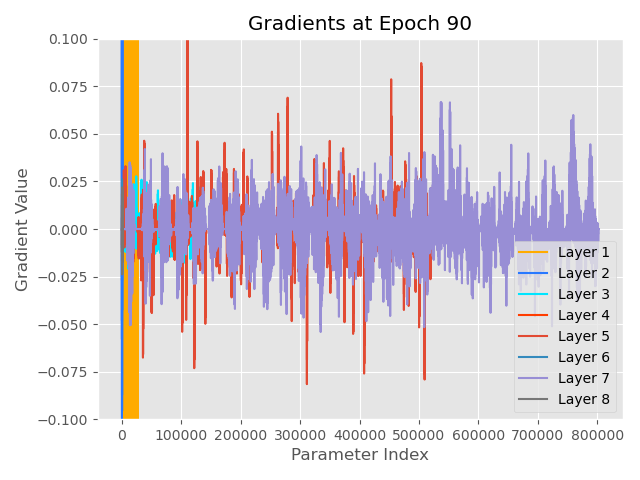 Gradients at Epoch 90
Gradient Value
0.100
0.075
0.050
0.025
0.000
−0.025
−0.050
−0.075
−0.100
Layer 1
Layer 2
Layer 3
Layer 4
Layer 5
Layer 6
Layer 7
Layer 8
0 100000 200000 300000 400000 500000 600000 700000 800000
Parameter Index